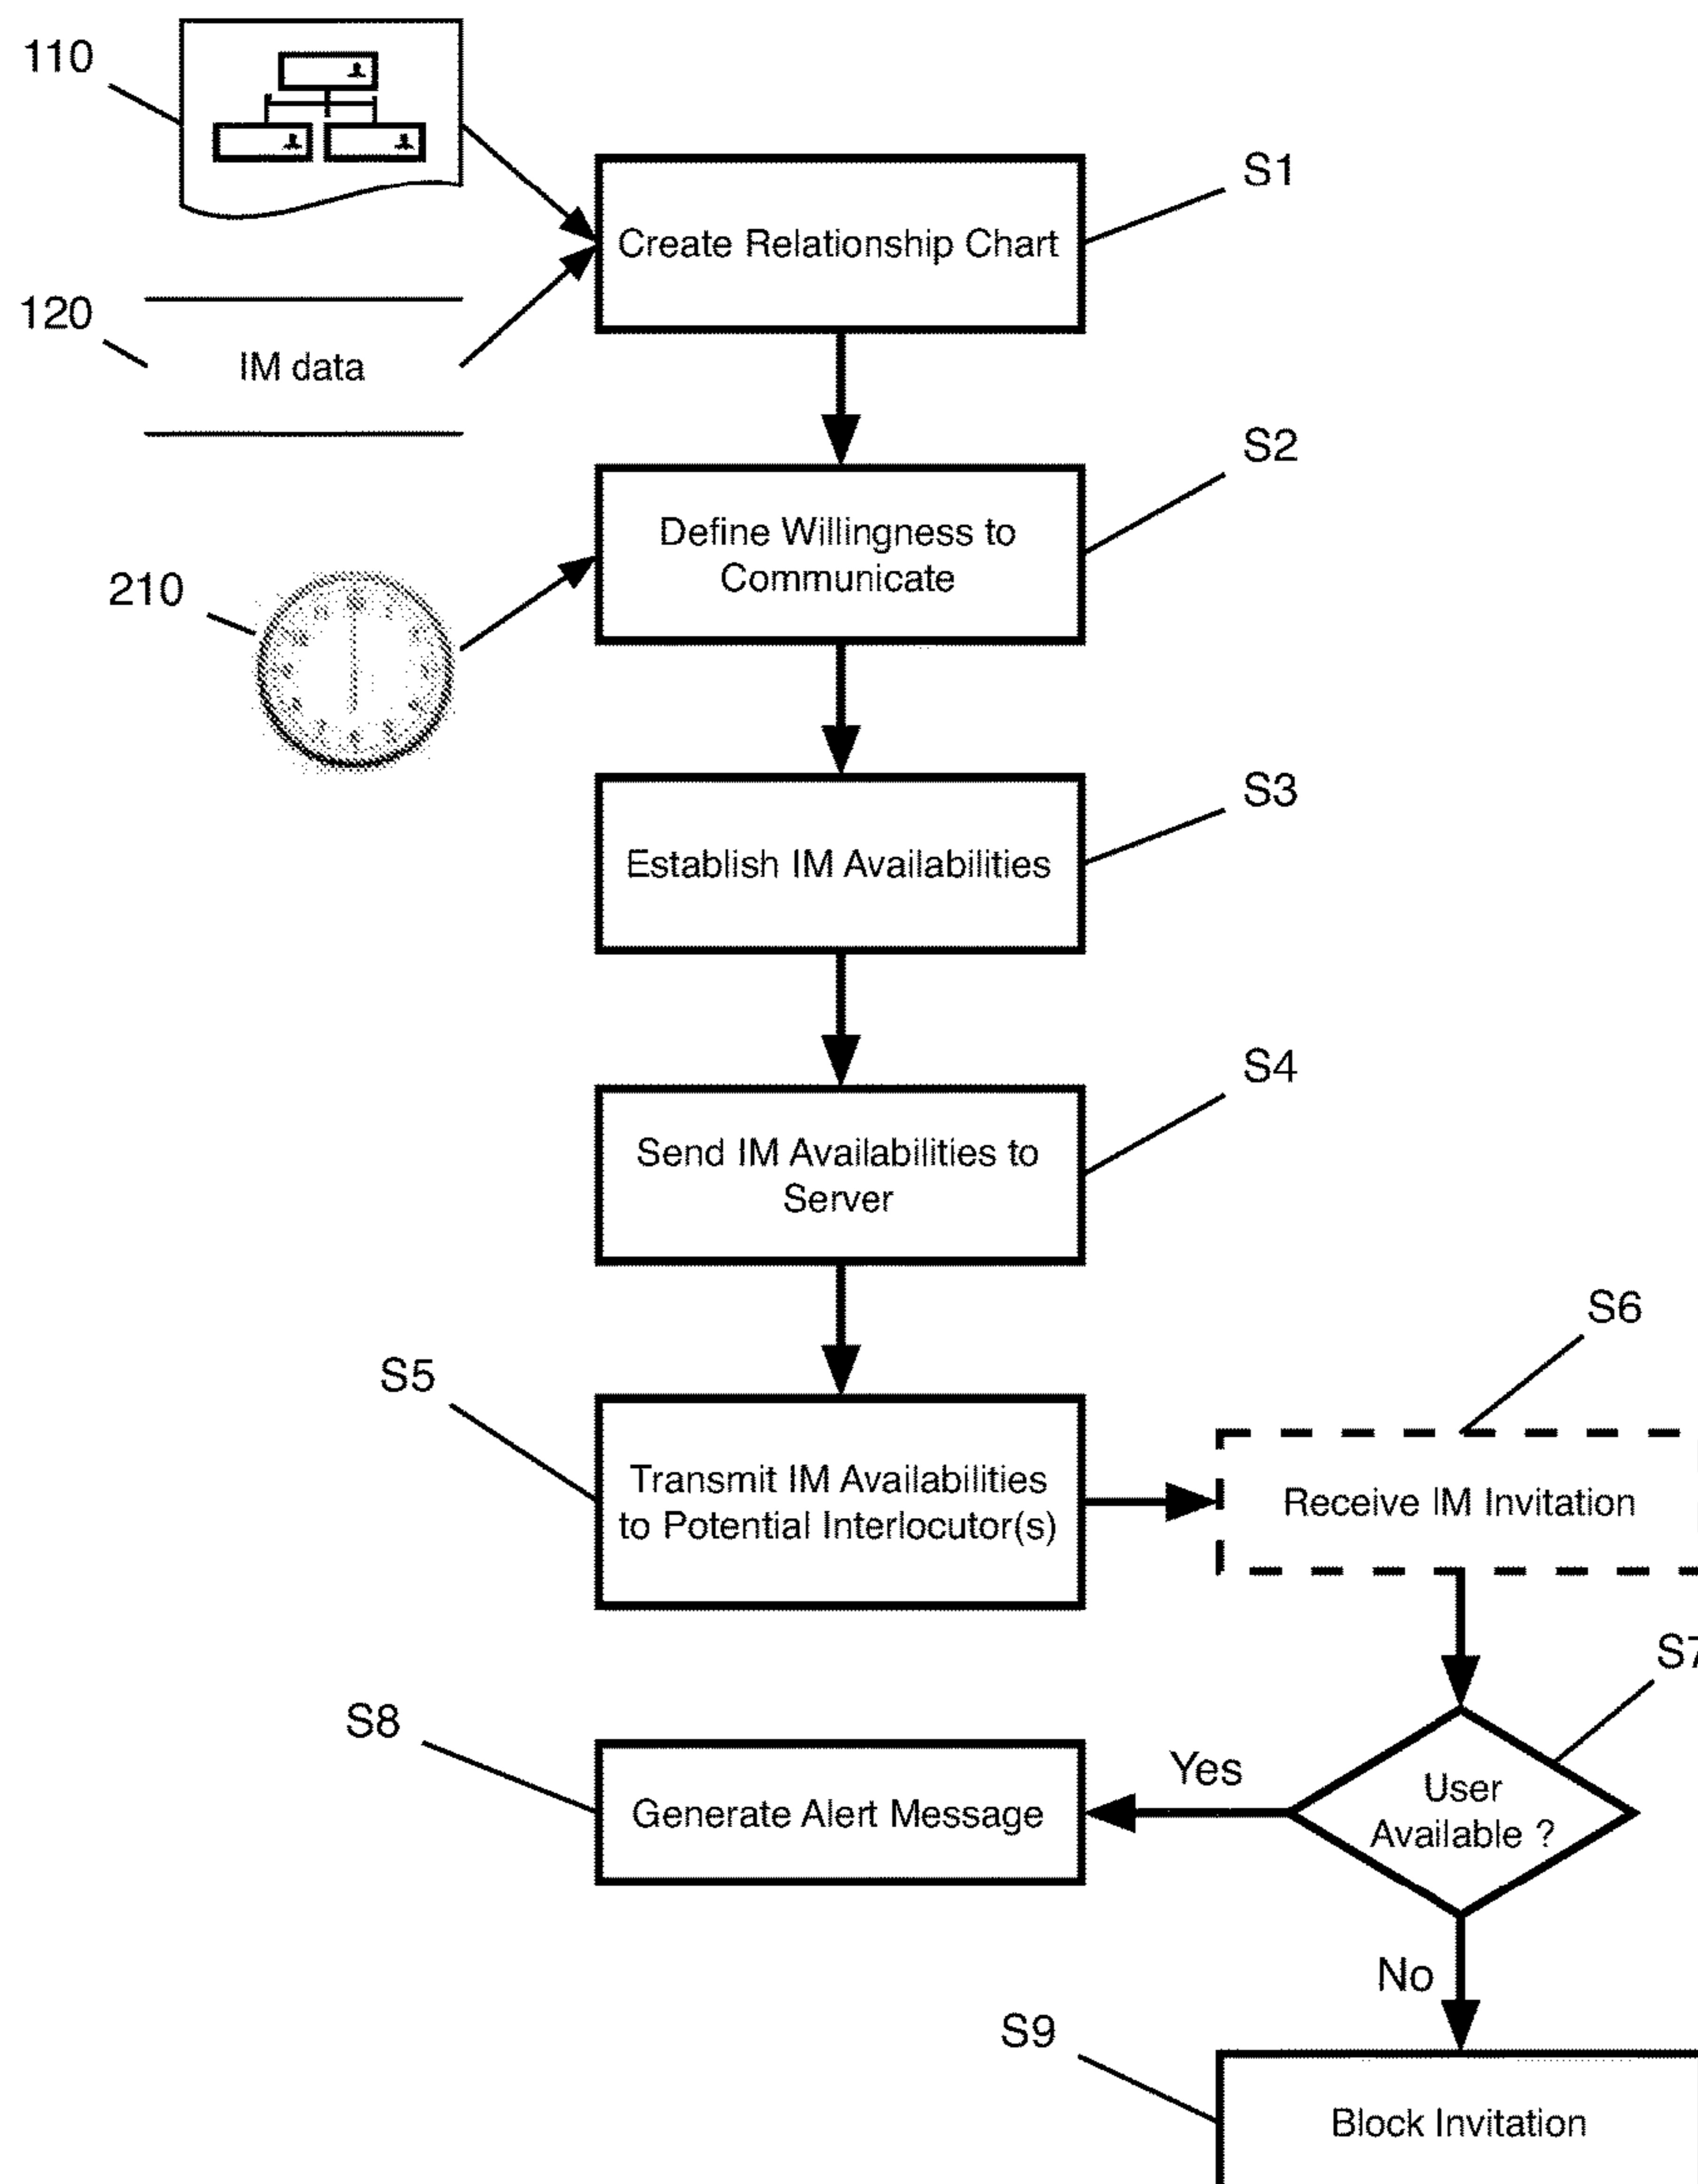 110
S1
Create Relationship Chart
120
IM data
S2
Define Willingness to
Communicate
210
S3
Establish IM Availabilities
S4
Send IM Availabilities to
Server
S6
S5
Transmit IM Availabilities
to Potential Interlocutor(s)
Receive IM Invitation
S7
S8
Yes
User
Available ?
Generate Alert Message
No
S9
Block Invitation